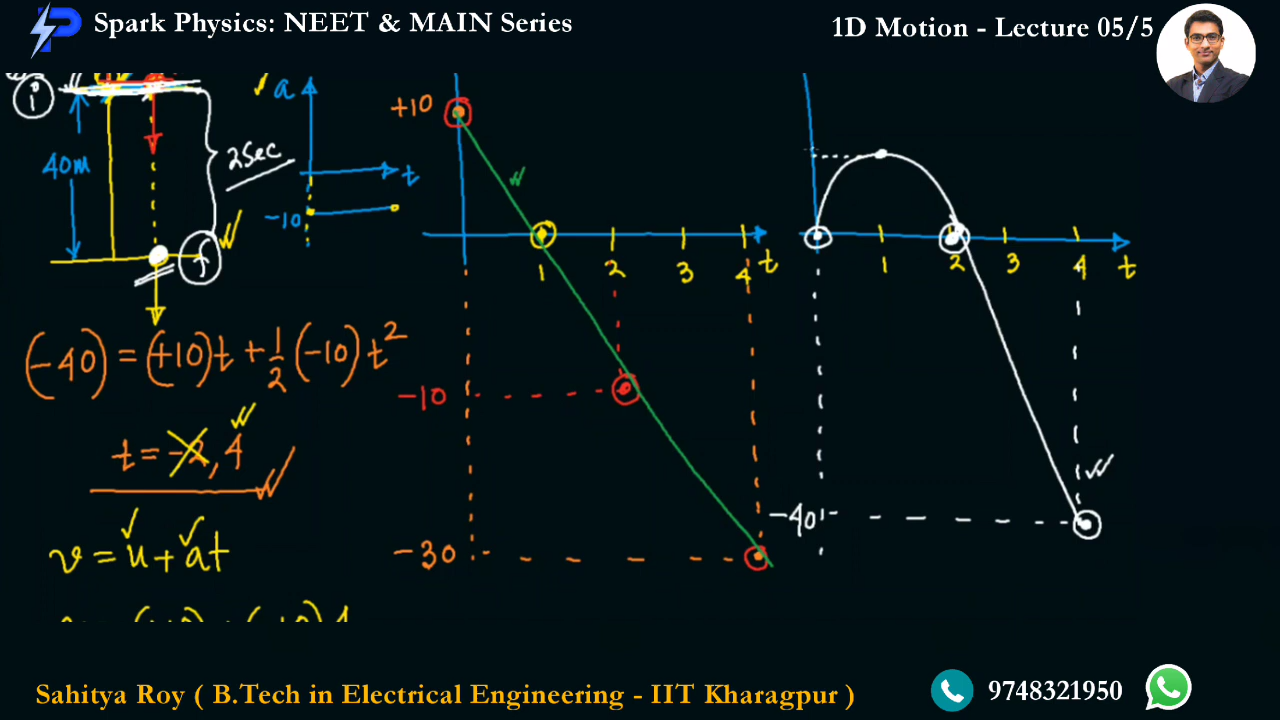 Spark Physics: NEET & MAIN Series
1D Motion - Lecture 05/5
i
40M
2Sec
f
a
t
-10
+10
1 2 3 4 t
-10
-30
1 2 3 4 t
-40
(-40) = (+10)t + 1/2 (-10) t²
t = -2, 4
v = u + at
Sahitya Roy ( B.Tech in Electrical Engineering - IIT Kharagpur )
9748321950